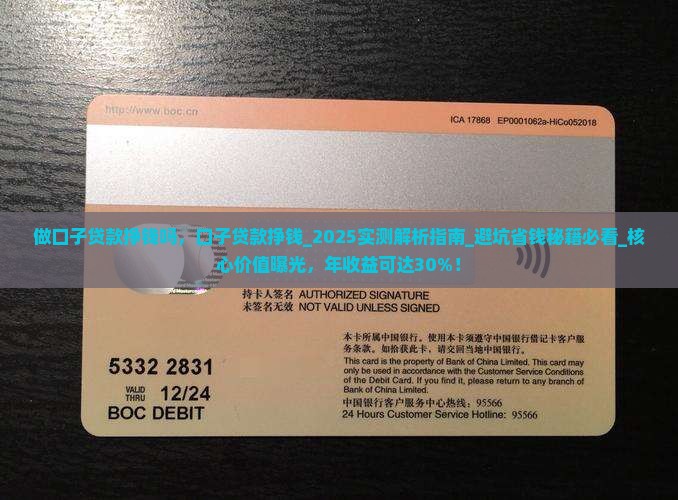 http://www.boc.cn
ICA 17868 EP0001062a-HiCo052018
做口子贷款挣钱吗，口子贷款挣钱_2025实测解析指南_避坑省钱秘籍必看_核
心价值曝光，年收益可达30%！
持卡人签名 AUTHORIZED SIGNATURE
未签名无效 NOT VALID UNLESS SIGNED
本卡所属中国银行。使用本卡须遵守中国银行借记卡客户服
务条款。如拾获此卡，请交回当地中国银行。
This card is the property of Bank of China Limited. This card may
only be used in accordance with the Customer Service Conditions
of the Debit Card. If you find it, please return to any branch of
Bank of China Limited.
中国银行客户服务中心热线：95566
24 Hours Customer Service Hotline: 95566
5332 2831
VALID
THRU 12/24
BOC DEBIT